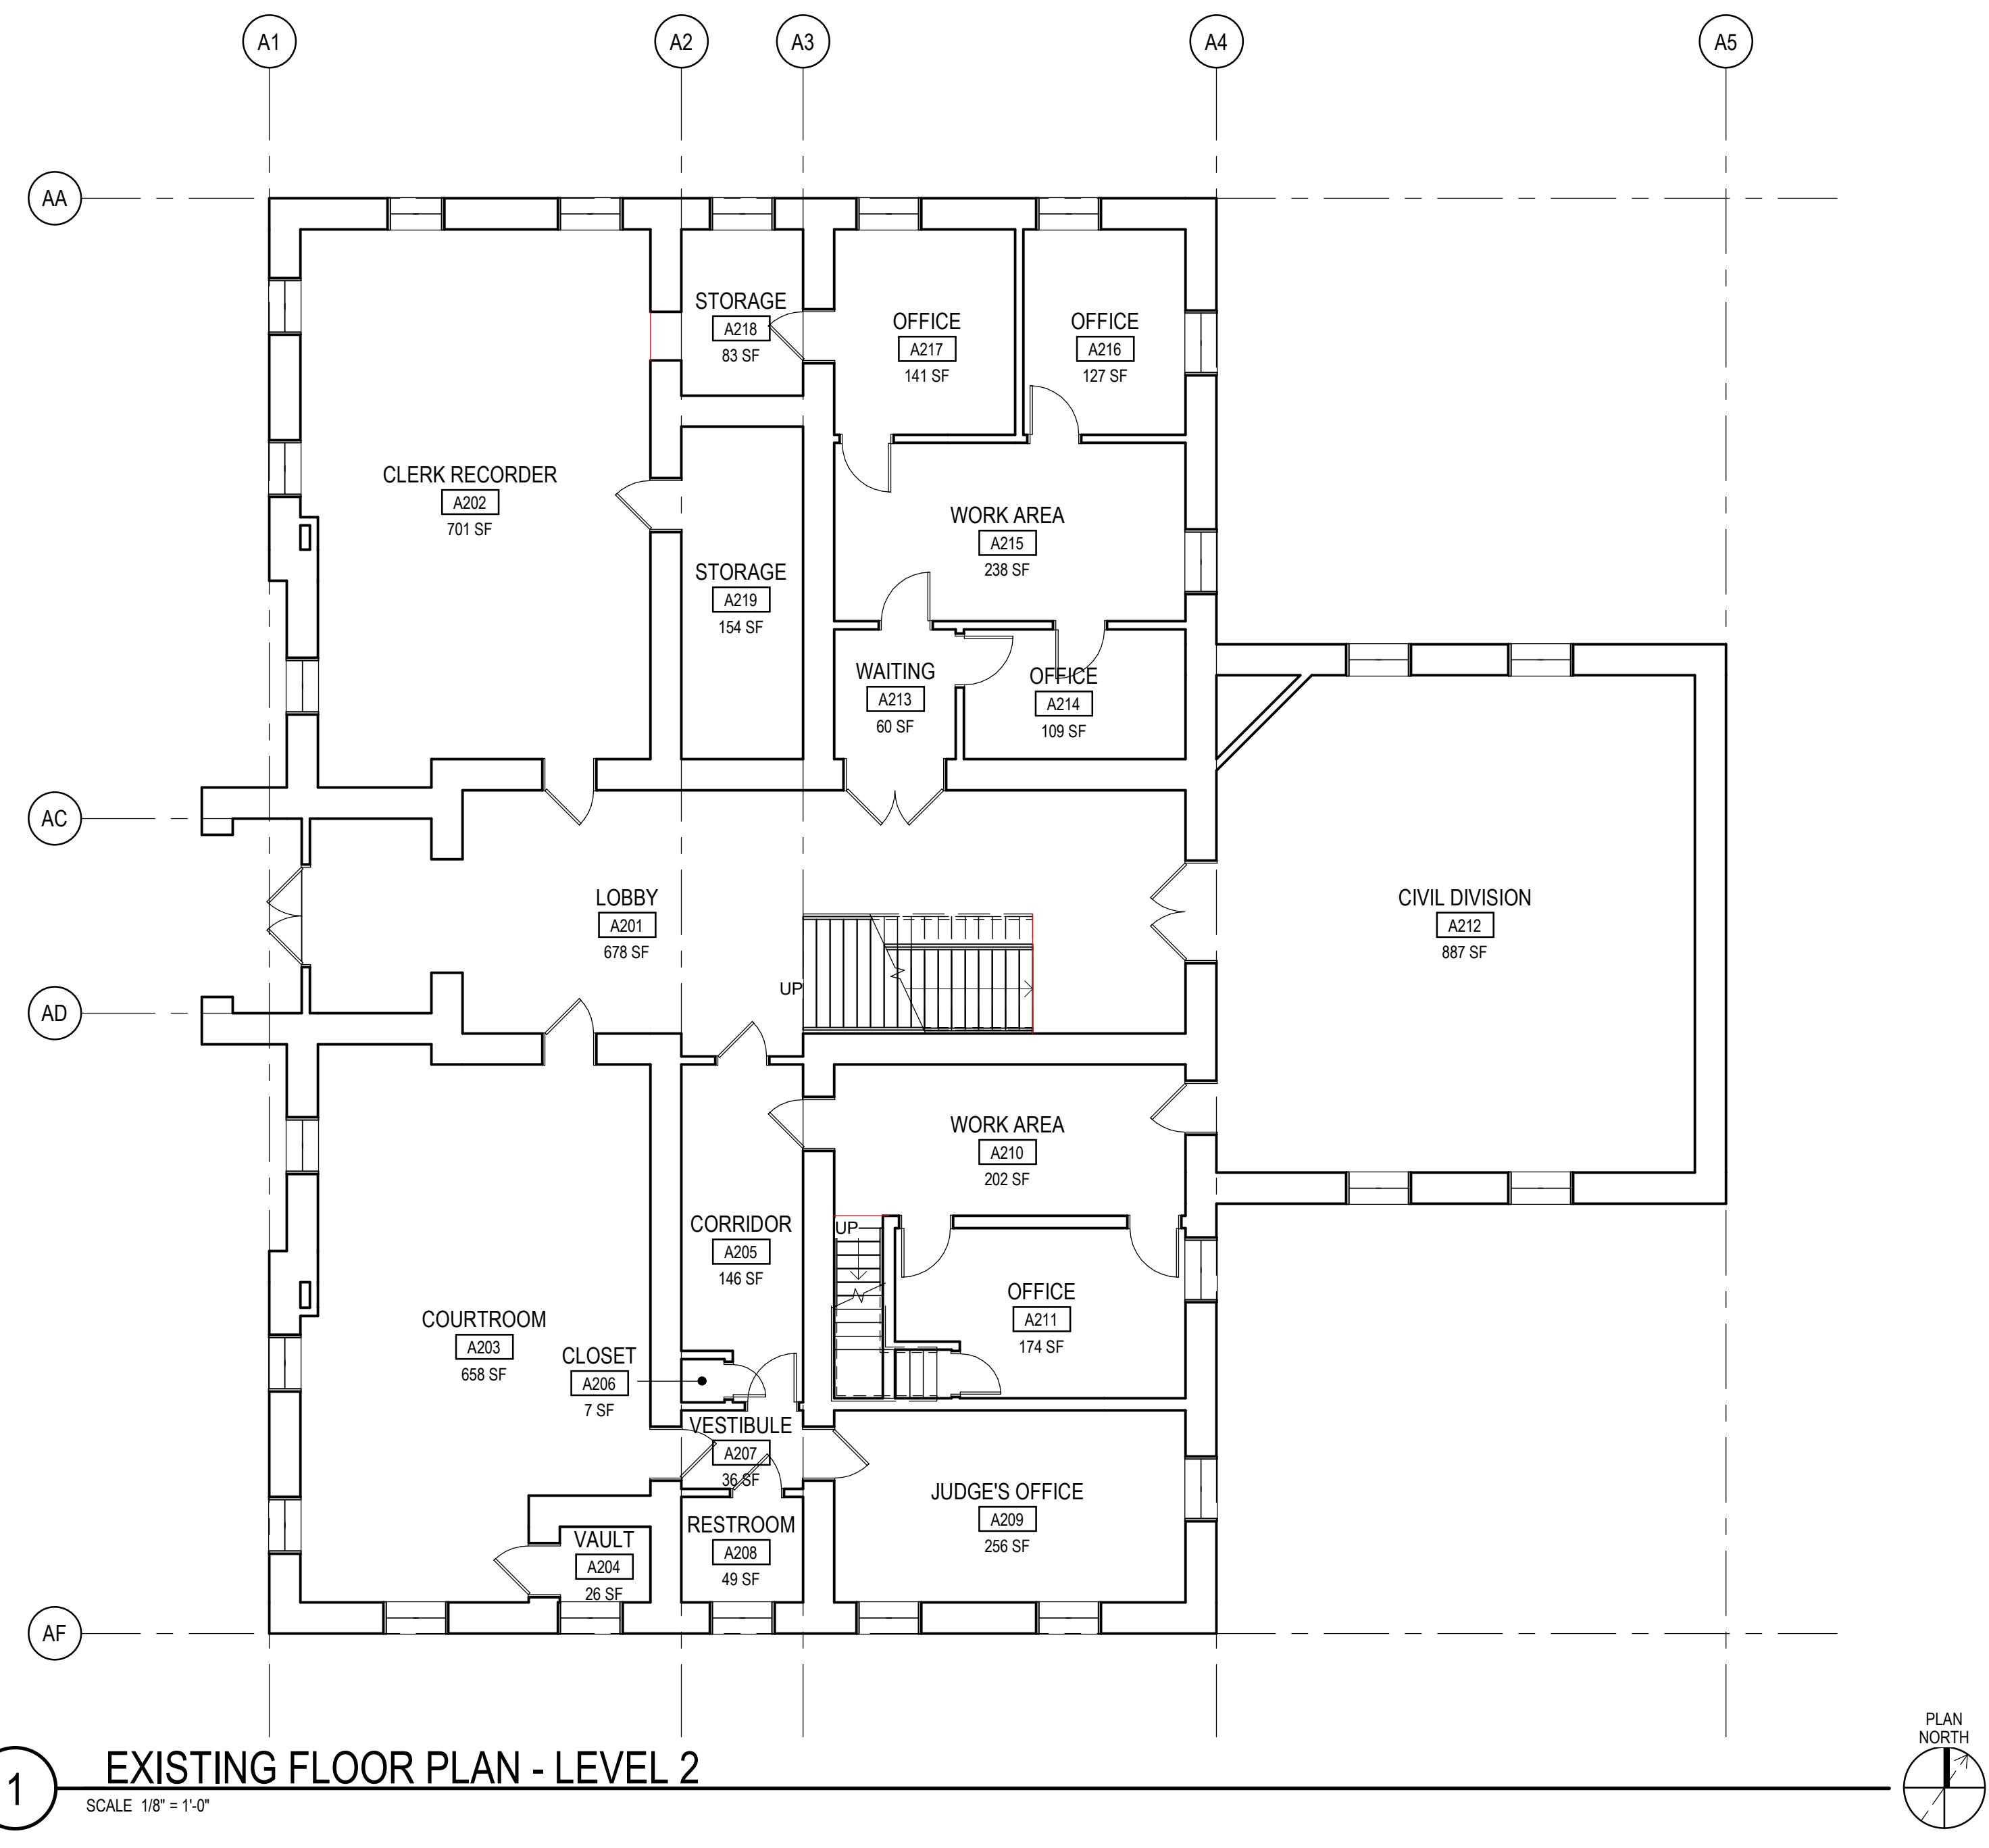 A1
A2
A3
A4
A5
AA
STORAGE
A218
83 SF
OFFICE
A217
141 SF
OFFICE
A216
127 SF
CLERK RECORDER
A202
701 SF
WORK AREA
A215
238 SF
STORAGE
A219
154 SF
WAITING
A213
60 SF
OFFICE
A214
109 SF
AC
LOBBY
A201
678 SF
CIVIL DIVISION
A212
887 SF
UP
AD
WORK AREA
A210
202 SF
CORRIDOR
A205
146 SF
UP
OFFICE
A211
174 SF
COURTROOM
A203
658 SF
CLOSET
A206
7 SF
VESTIBULE
A207
36 SF
JUDGE'S OFFICE
A209
256 SF
RESTROOM
A208
49 SF
VAULT
A204
26 SF
AF
PLAN
NORTH
1
EXISTING FLOOR PLAN - LEVEL 2
SCALE 1/8" = 1'-0"